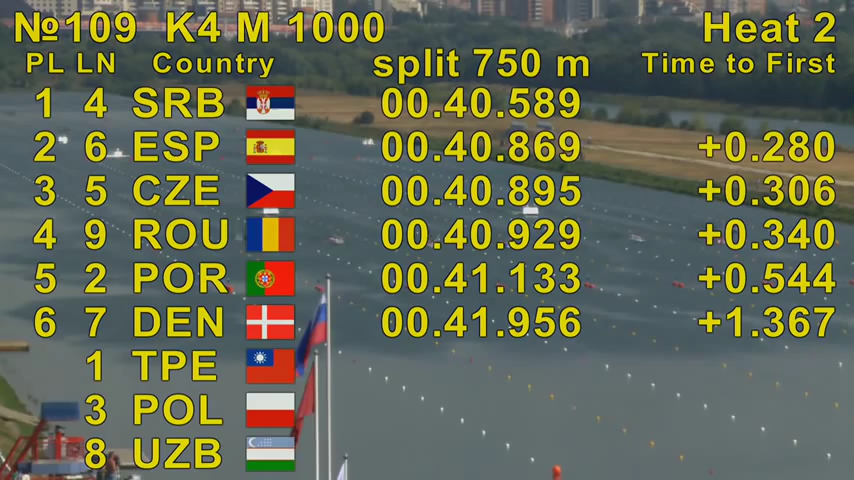 №109 K4 M 1000 Heat 2
PL LN Country split 750 m Time to First
1 4 SRB 00.40.589
2 6 ESP 00.40.869 +0.280
3 5 CZE 00.40.895 +0.306
4 9 ROU 00.40.929 +0.340
5 2 POR 00.41.133 +0.544
6 7 DEN 00.41.956 +1.367
1 TPE
3 POL
8 UZB